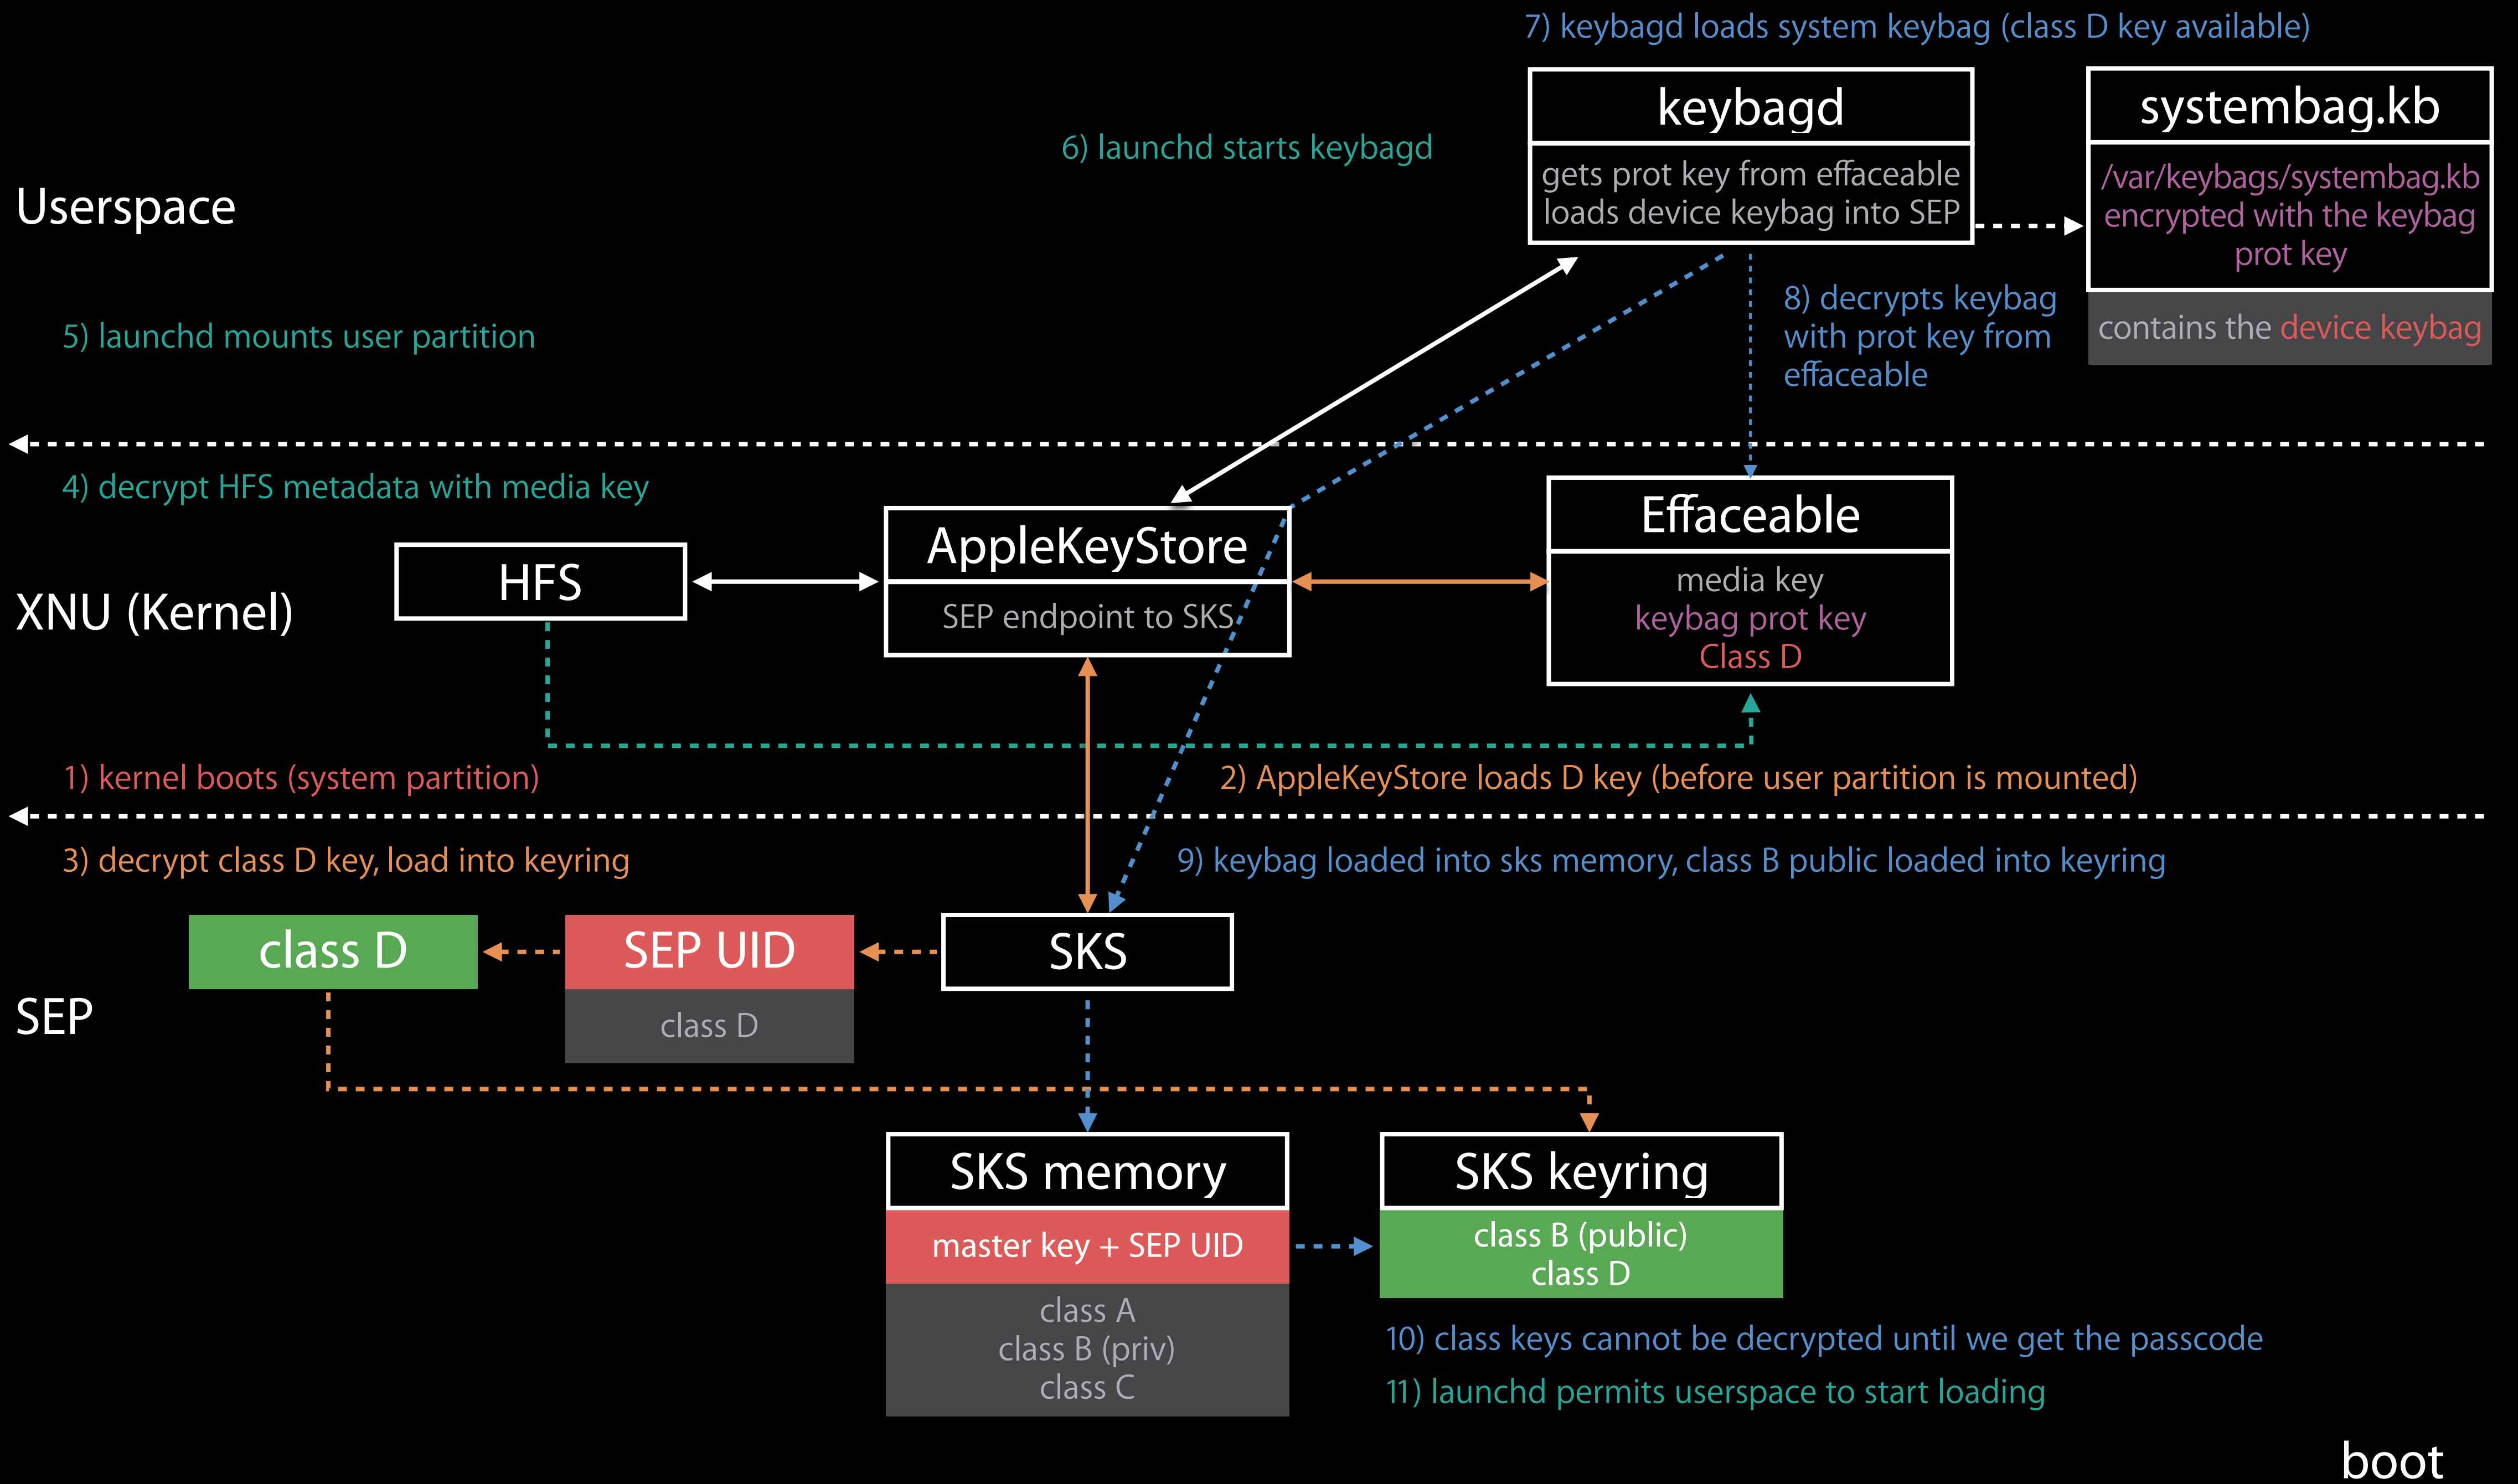 7) keybagd loads system keybag (class D key available)
keybagd
systembag.kb
6) launchd starts keybagd
gets prot key from effaceable
loads device keybag into SEP
/var/keybags/systembag.kb
encrypted with the keybag
prot key
Userspace
8) decrypts keybag
with prot key from
effaceable
contains the device keybag
5) launchd mounts user partition
4) decrypt HFS metadata with media key
HFS
AppleKeyStore
SEP endpoint to SKS
Effaceable
media key
keybag prot key
Class D
XNU (Kernel)
1) kernel boots (system partition)
2) AppleKeyStore loads D key (before user partition is mounted)
3) decrypt class D key, load into keyring
9) keybag loaded into sks memory, class B public loaded into keyring
class D
SEP UID
class D
SKS
SEP
SKS memory
master key + SEP UID
class A
class B (priv)
class C
SKS keyring
class B (public)
class D
10) class keys cannot be decrypted until we get the passcode
11) launchd permits userspace to start loading
boot